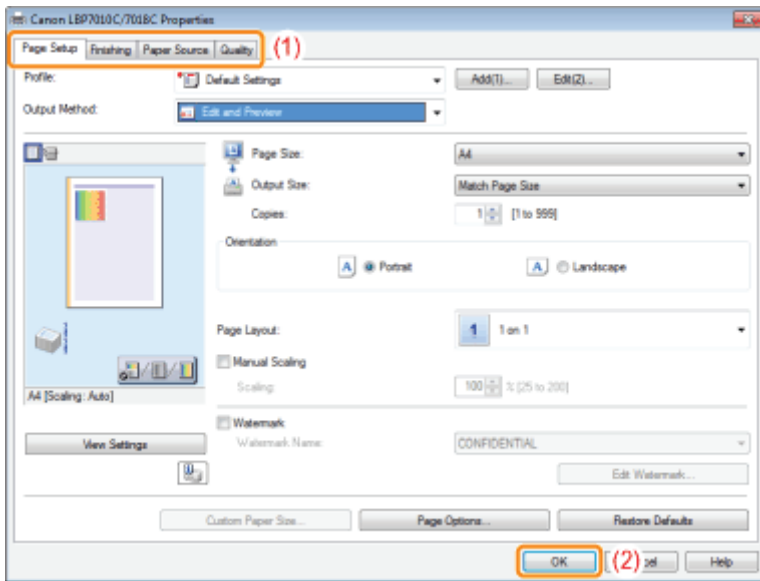 Canon LBP7010C/7018C Properties
Page Setup Finishing Paper Source Quality (1)
Profile: Default Settings Add(1)... Edit(2)...
Output Method: Edit and Preview
Page Size: A4
Output Size: Match Page Size
Copies: 1 [1 to 999]
Orientation
A Portrait A Landscape
Page Layout: 1 1 on 1
Manual Scaling
Scaling: 100 % [25 to 200]
A4 [Scaling: Auto]
Watermark
View Settings Watermark Name: CONFIDENTIAL
Edit Watermark...
Custom Paper Size... Page Options... Restore Defaults
OK (2) Help